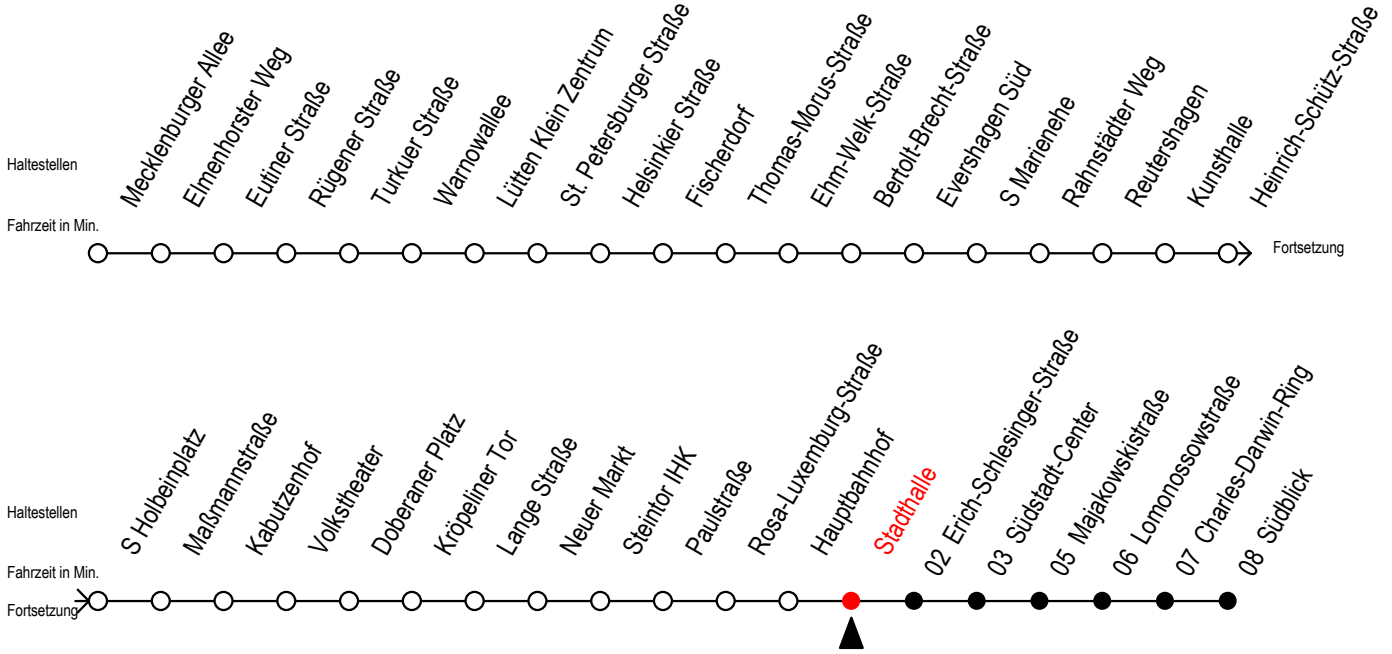 Haltestellen
Mecklenburger Allee
Elmenhorster Weg
Eutiner Straße
Rügener Straße
Turkuer Straße
Warnowallee
Lütten Klein Zentrum
St. Petersburger Straße
Helsinkier Straße
Fischerdorf
Thomas-Morus-Straße
Ehm-Welk-Straße
Bertolt-Brecht-Straße
Evershagen Süd
S Marienehe
Rahnstädter Weg
Reutershagen
Kunsthalle
Heinrich-Schütz-Straße
Fahrzeit in Min.
Fortsetzung
Haltestellen
S Holbeinplatz
Maßmannstraße
Kabutzenhof
Volkstheater
Doberaner Platz
Kröpeliner Tor
Lange Straße
Neuer Markt
Steintor IHK
Paulstraße
Rosa-Luxemburg-Straße
Hauptbahnhof
Stadthalle
02 Erich-Schlesinger-Straße
03 Südstadt-Center
05 Majakowskistraße
06 Lomonossowstraße
07 Charles-Darwin-Ring
08 Südblick
Fahrzeit in Min.
Fortsetzung